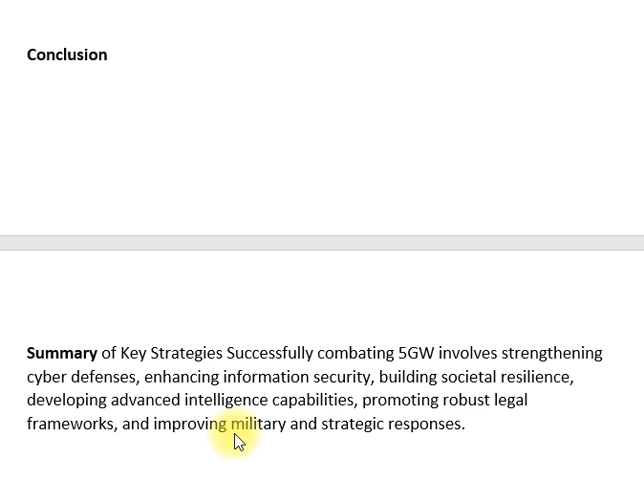 Conclusion
Summary of Key Strategies Successfully combating 5GW involves strengthening
cyber defenses, enhancing information security, building societal resilience,
developing advanced intelligence capabilities, promoting robust legal
frameworks, and improving military and strategic responses.